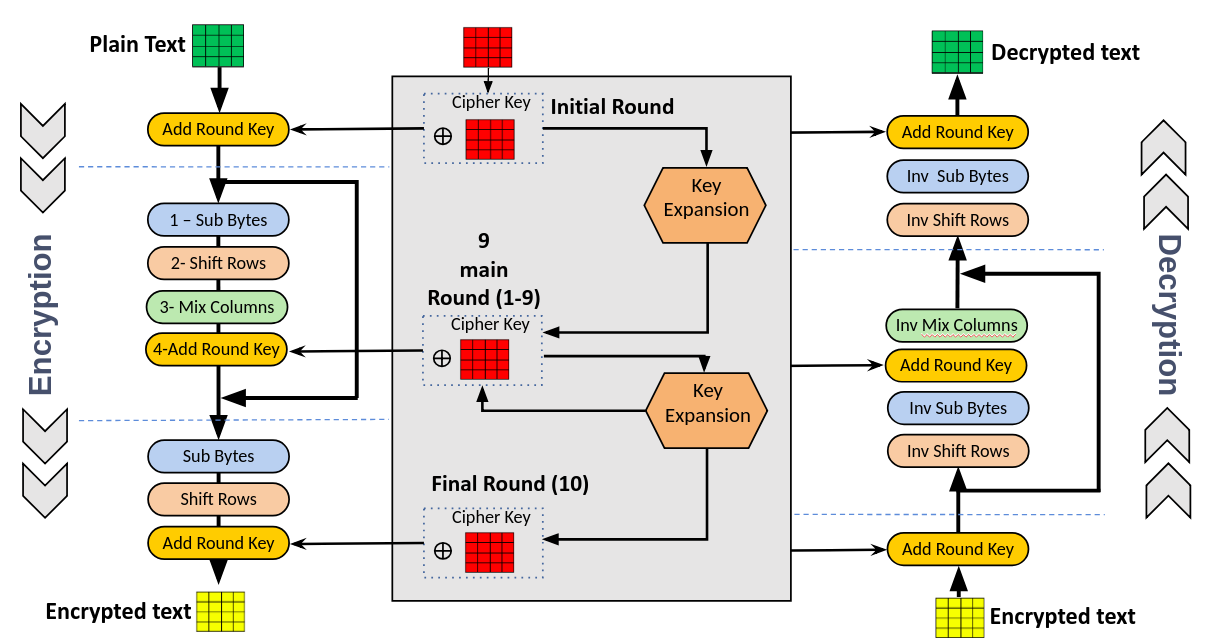 Plain Text
Add Round Key
1 – Sub Bytes
2- Shift Rows
3- Mix Columns
4-Add Round Key
Sub Bytes
Shift Rows
Add Round Key
Encrypted text
Encryption
Cipher Key
⊕
Initial Round
Key
Expansion
9
main
Round (1-9)
Cipher Key
⊕
Key
Expansion
Final Round (10)
Cipher Key
⊕
Decrypted text
Add Round Key
Inv Sub Bytes
Inv Shift Rows
Inv Mix Columns
Add Round Key
Inv Sub Bytes
Inv Shift Rows
Add Round Key
Encrypted text
Decryption